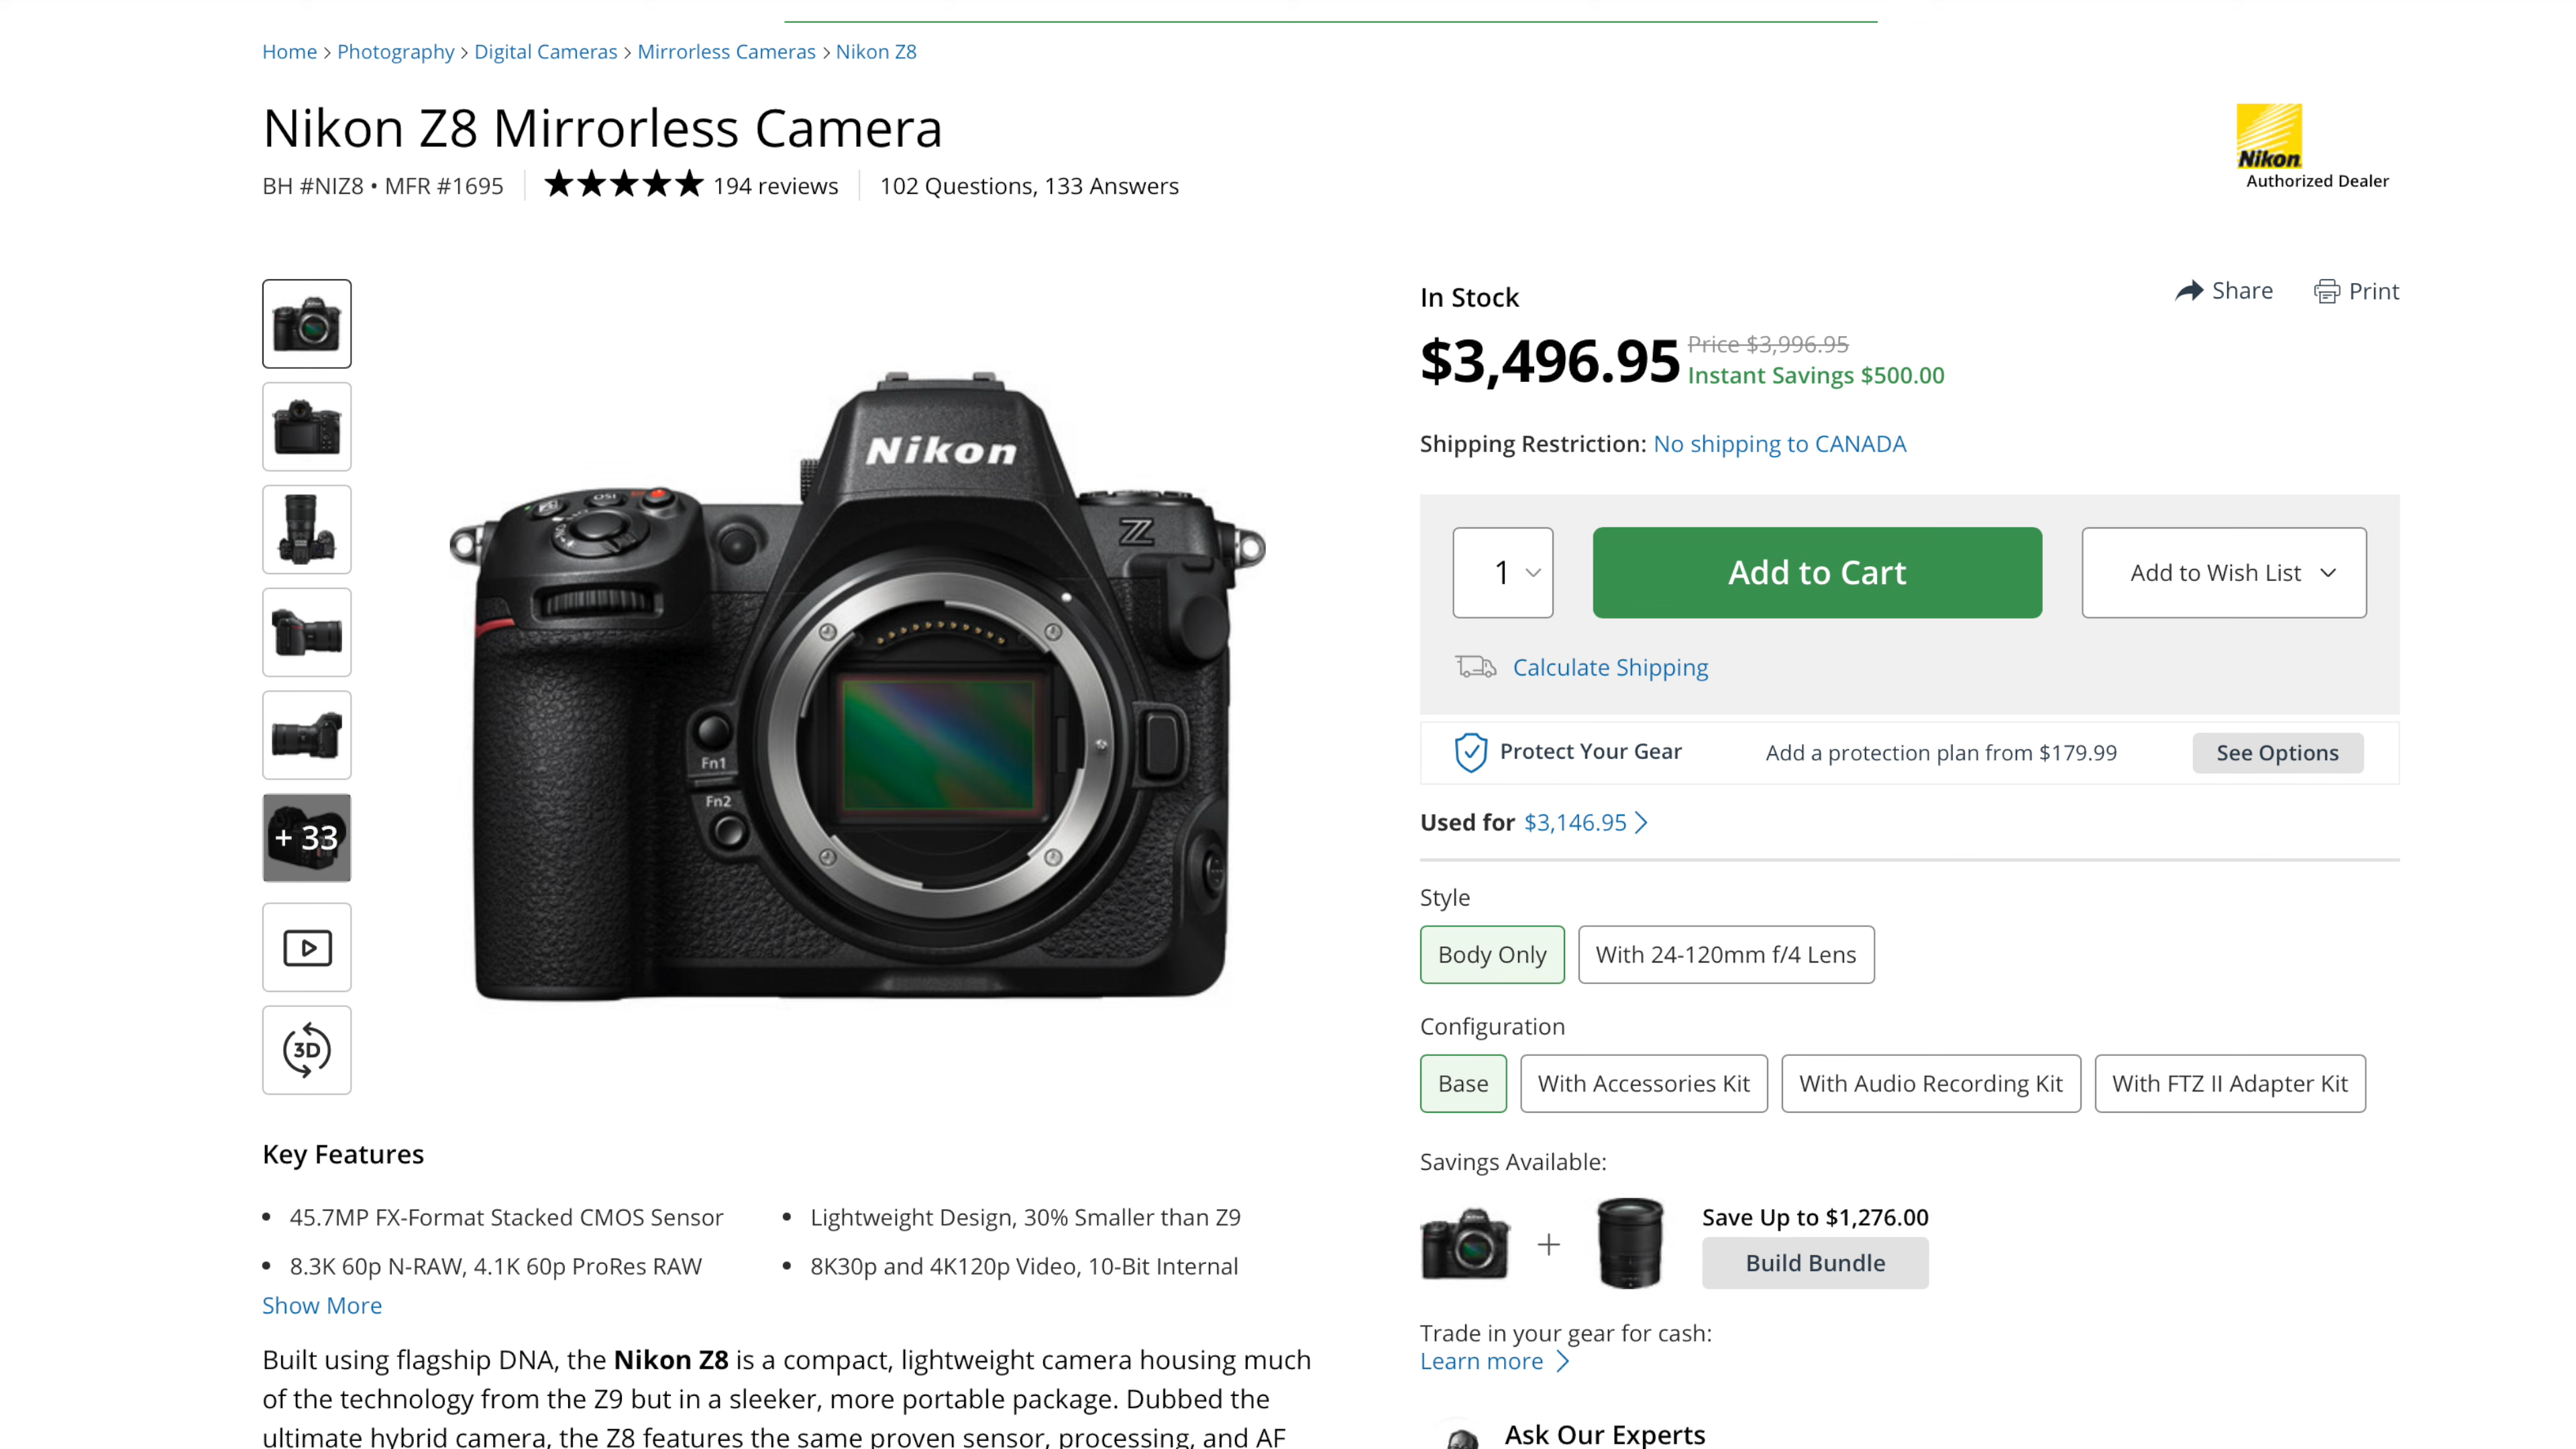 Home > Photography > Digital Cameras > Mirrorless Cameras > Nikon Z8
Nikon Z8 Mirrorless Camera
BH #NIZ8 • MFR #1695
194 reviews
102 Questions, 133 Answers
Nikon
Authorized Dealer
Nikon
Z
ISO
Fn1
Fn2
+ 33
3D
In Stock
Share
Print
$3,496.95
Price $3,996.95
Instant Savings $500.00
Shipping Restriction: No shipping to CANADA
1
Add to Cart
Add to Wish List
Calculate Shipping
Protect Your Gear
Add a protection plan from $179.99
See Options
Used for $3,146.95 >
Style
Body Only
With 24-120mm f/4 Lens
Configuration
Base
With Accessories Kit
With Audio Recording Kit
With FTZ II Adapter Kit
Savings Available:
+
Save Up to $1,276.00
Build Bundle
Trade in your gear for cash:
Learn more >
Ask Our Experts
Key Features
• 45.7MP FX-Format Stacked CMOS Sensor
• Lightweight Design, 30% Smaller than Z9
• 8.3K 60p N-RAW, 4.1K 60p ProRes RAW
• 8K30p and 4K120p Video, 10-Bit Internal
Show More
Built using flagship DNA, the Nikon Z8 is a compact, lightweight camera housing much
of the technology from the Z9 but in a sleeker, more portable package. Dubbed the
ultimate hybrid camera, the Z8 features the same proven sensor, processing, and AF